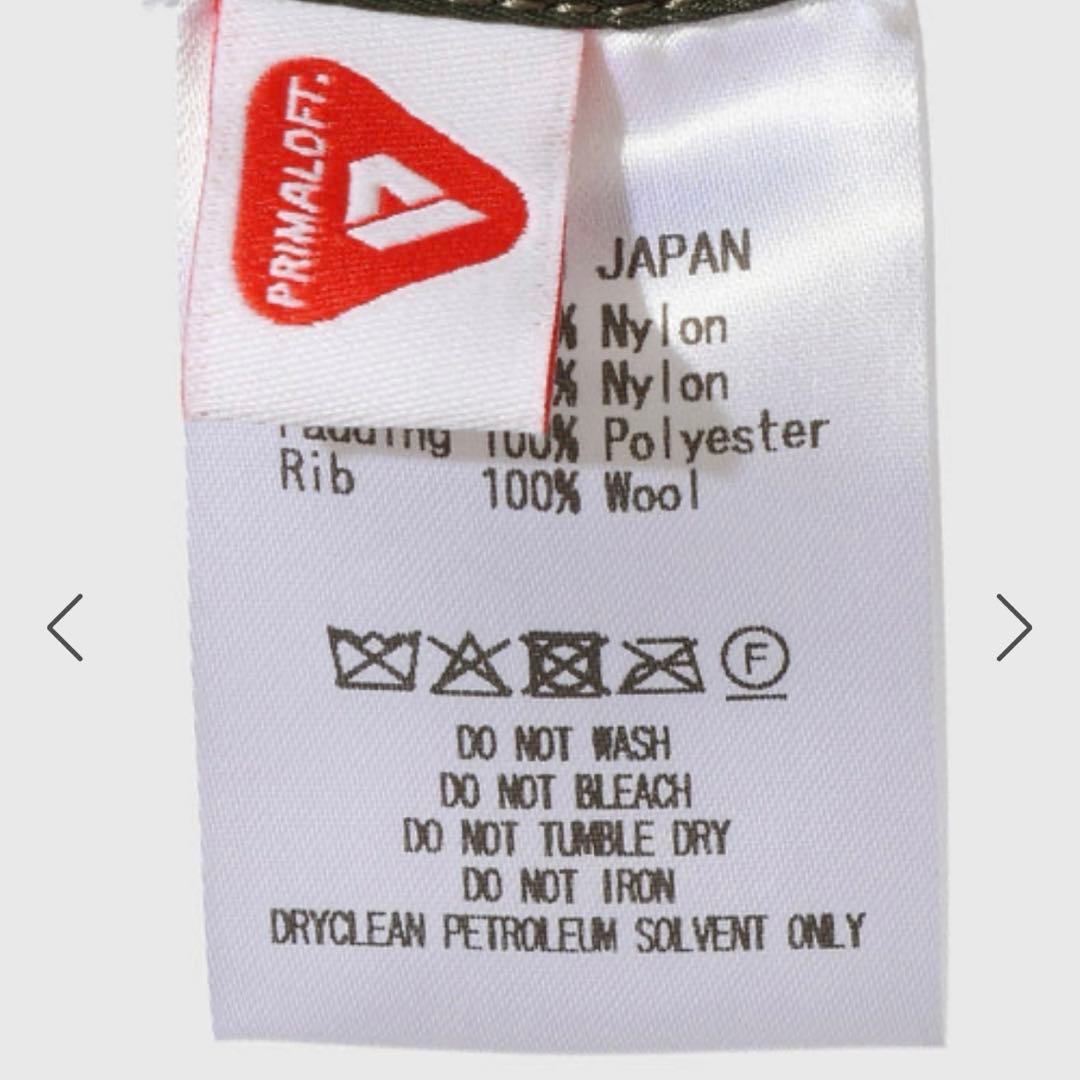 PRIMALOFT.
JAPAN
% Nylon
% Nylon
Padding 100% Polyester
Rib 100% Wool
F
DO NOT WASH
DO NOT BLEACH
DO NOT TUMBLE DRY
DO NOT IRON
DRYCLEAN PETROLEUM SOLVENT ONLY